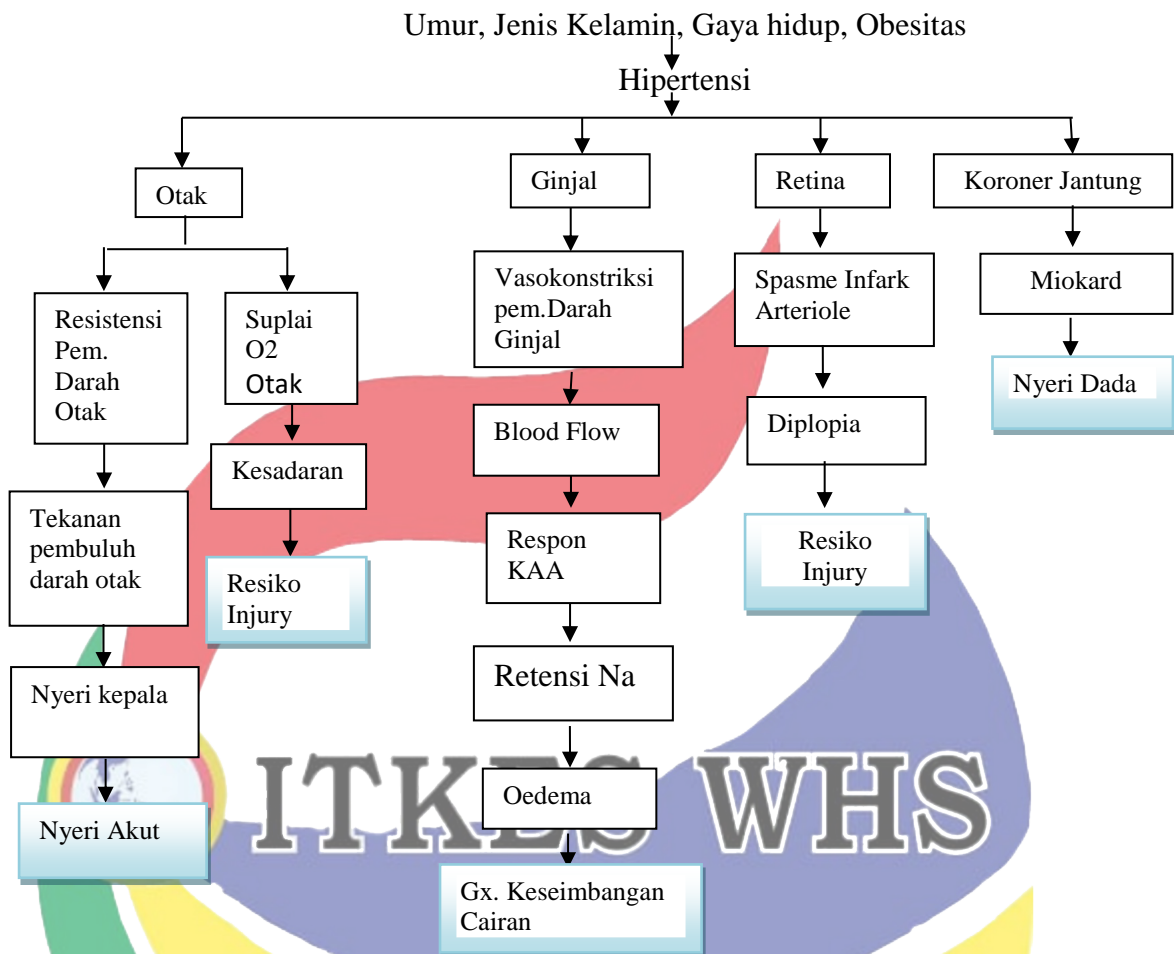 Umur, Jenis Kelamin, Gaya hidup, Obesitas
Hipertensi
Otak
Ginjal
Retina
Koroner Jantung
Resistensi
Pem.
Darah
Otak
Suplai
O2
Otak
Vasokonstriksi
pem.Darah
Ginjal
Spasme Infark
Arteriole
Miokard
Nyeri Dada
Kesadaran
Blood Flow
Diplopia
Tekanan
pembuluh
darah otak
Resiko
Injury
Respon
KAA
Resiko
Injury
Nyeri kepala
Retensi Na
Nyeri Akut
Oedema
Gx. Keseimbangan
Cairan
ITKES WHS